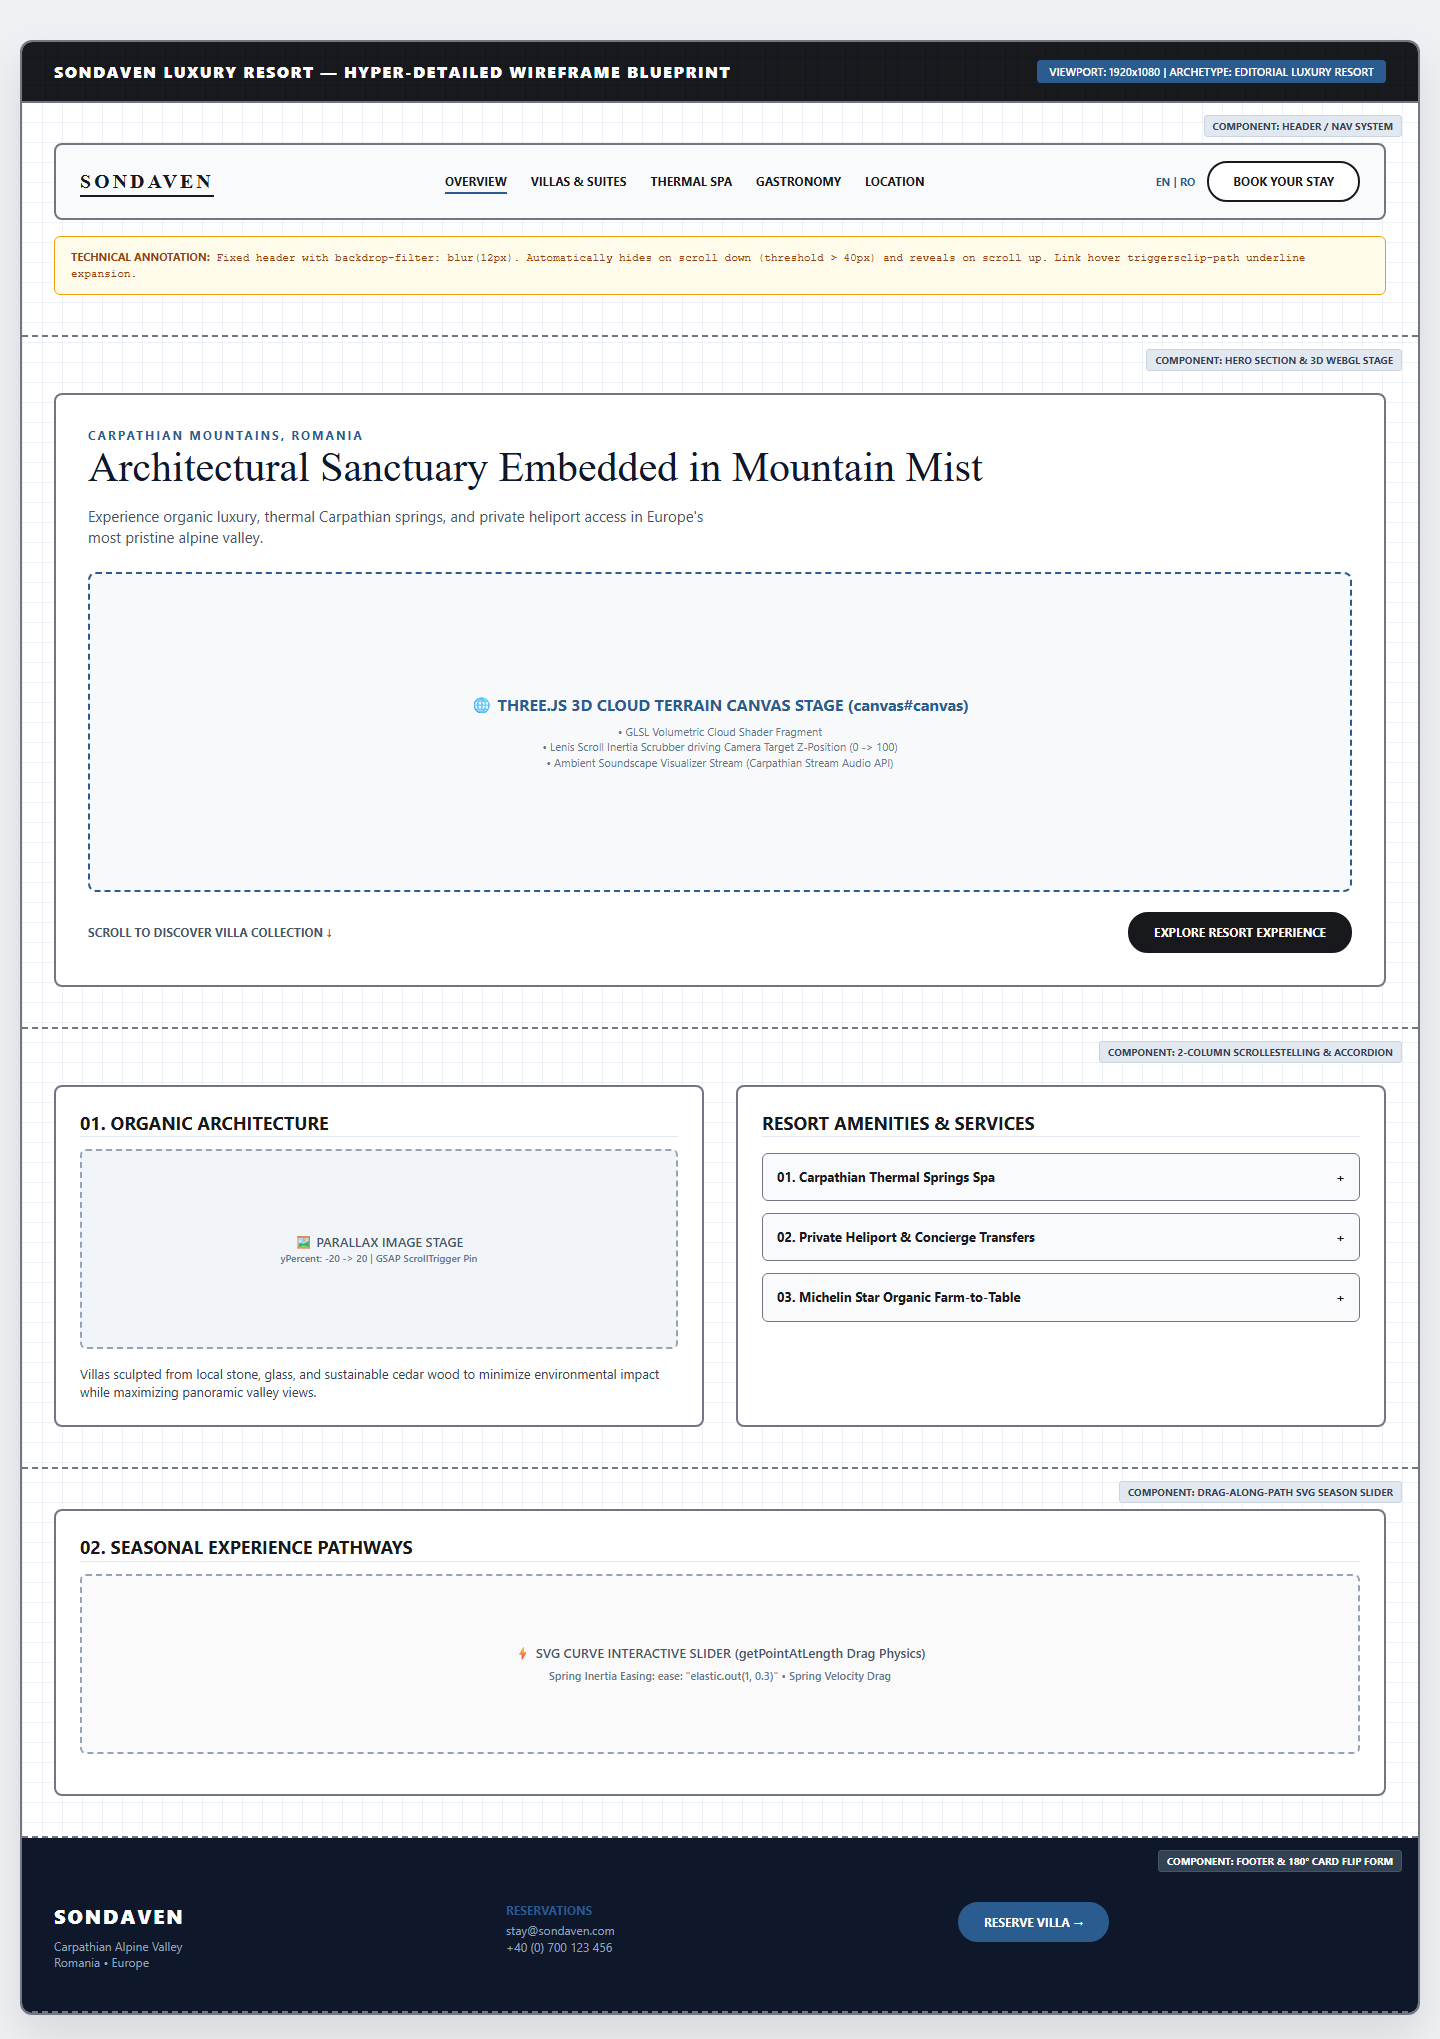 SONDAVEN LUXURY RESORT — HYPER-DETAILED WIREFRAME BLUEPRINT
VIEWPORT: 1920x1080 | ARCHETYPE: EDITORIAL LUXURY RESORT
COMPONENT: HEADER / NAV SYSTEM
SONDAVEN
OVERVIEW
VILLAS & SUITES
THERMAL SPA
GASTRONOMY
LOCATION
EN | RO
BOOK YOUR STAY
TECHNICAL ANNOTATION: Fixed header with backdrop-filter: blur(12px). Automatically hides on scroll down (threshold > 40px) and reveals on scroll up. Link hover triggersclip-path underline
expansion.
COMPONENT: HERO SECTION & 3D WEBGL STAGE
CARPATHIAN MOUNTAINS, ROMANIA
Architectural Sanctuary Embedded in Mountain Mist
Experience organic luxury, thermal Carpathian springs, and private heliport access in Europe's
most pristine alpine valley.
🌐 THREE.JS 3D CLOUD TERRAIN CANVAS STAGE (canvas#canvas)
• GLSL Volumetric Cloud Shader Fragment
• Lenis Scroll Inertia Scrubber driving Camera Target Z-Position (0 -> 100)
• Ambient Soundscape Visualizer Stream (Carpathian Stream Audio API)
SCROLL TO DISCOVER VILLA COLLECTION ↓
EXPLORE RESORT EXPERIENCE
COMPONENT: 2-COLUMN SCROLLESTELLING & ACCORDION
01. ORGANIC ARCHITECTURE
🖼️ PARALLAX IMAGE STAGE
yPercent: -20 -> 20 | GSAP ScrollTrigger Pin
Villas sculpted from local stone, glass, and sustainable cedar wood to minimize environmental impact
while maximizing panoramic valley views.
RESORT AMENITIES & SERVICES
01. Carpathian Thermal Springs Spa +
02. Private Heliport & Concierge Transfers +
03. Michelin Star Organic Farm-to-Table +
COMPONENT: DRAG-ALONG-PATH SVG SEASON SLIDER
02. SEASONAL EXPERIENCE PATHWAYS
⚡ SVG CURVE INTERACTIVE SLIDER (getPointAtLength Drag Physics)
Spring Inertia Easing: ease: "elastic.out(1, 0.3)" • Spring Velocity Drag
COMPONENT: FOOTER & 180° CARD FLIP FORM
SONDAVEN
Carpathian Alpine Valley
Romania • Europe
RESERVATIONS
stay@sondaven.com
+40 (0) 700 123 456
RESERVE VILLA →